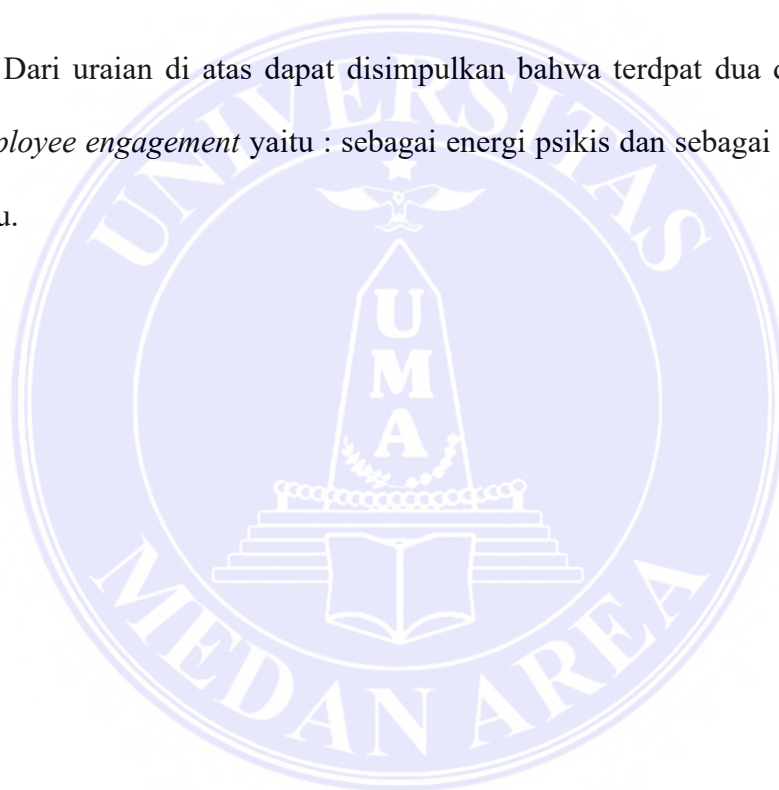 Dari uraian di atas dapat disimpulkan bahwa terdpat dua d
ployee engagement yaitu : sebagai energi psikis dan sebagai
u.
UNIVERSITAS
U
M
A
MEDAN AREA